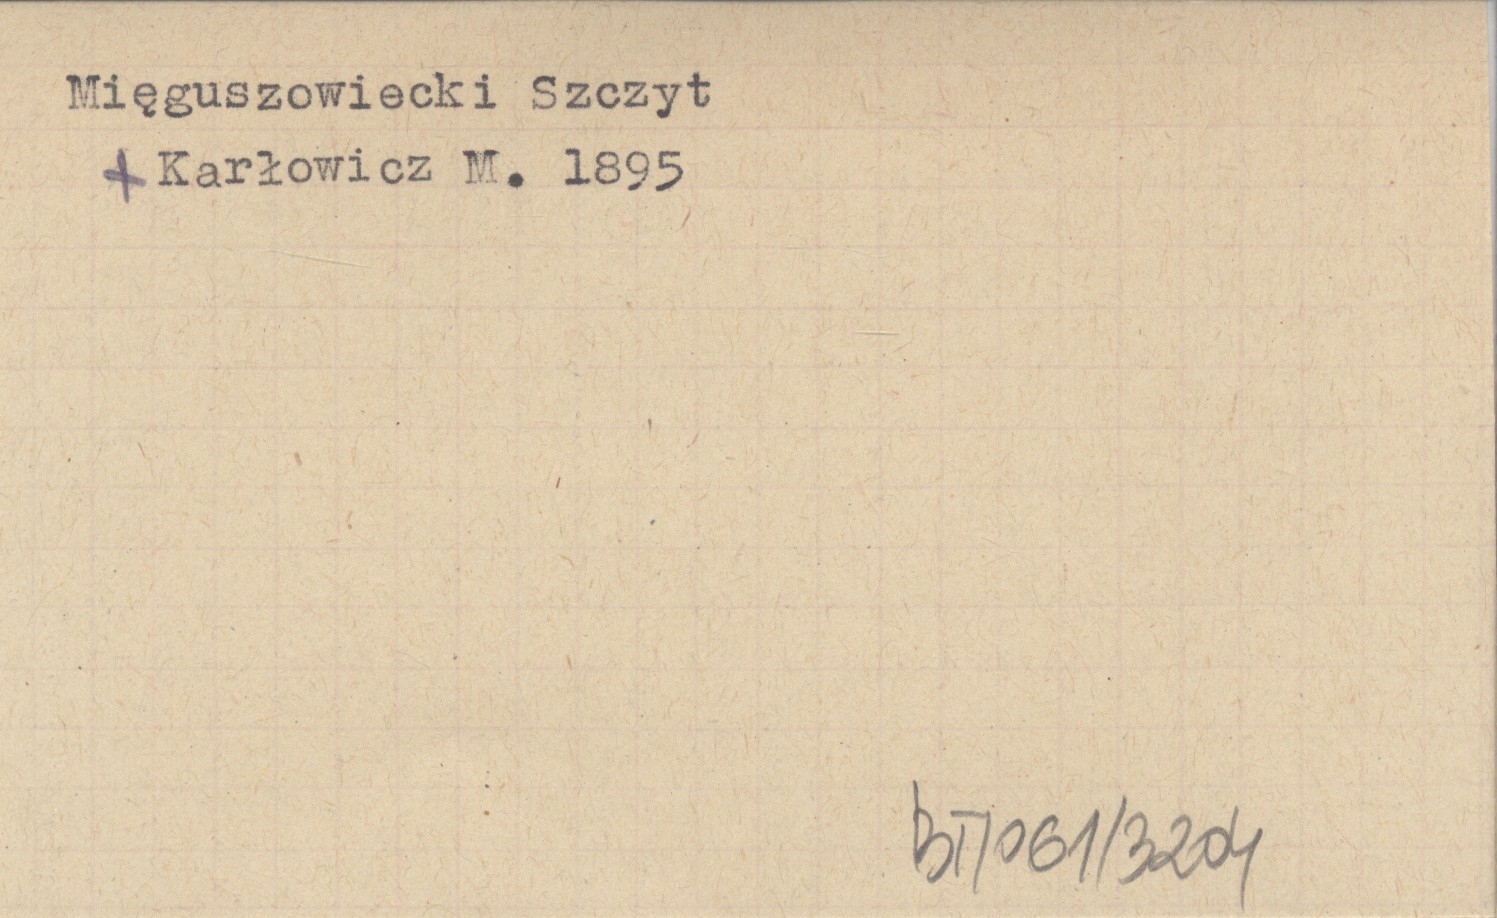 Mięguszowiecki Szczyt
+ Karłowicz M. 1895
BT/061/3204